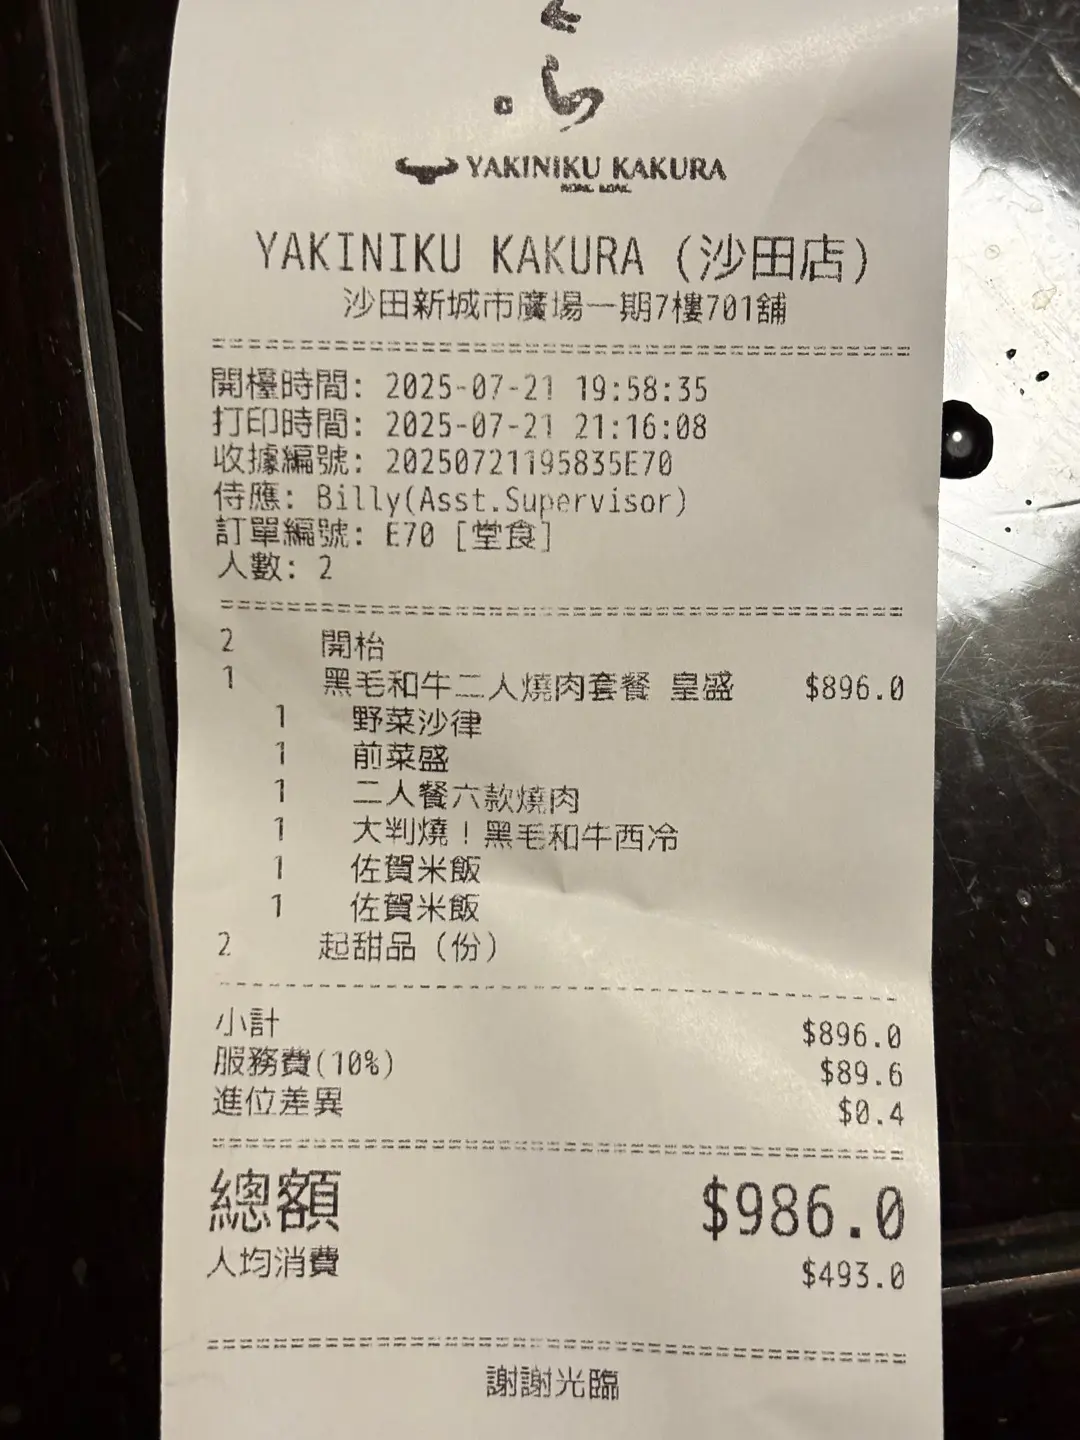 くら
YAKINIKU KAKURA
HONG KONG
YAKINIKU KAKURA (沙田店)
沙田新城市廣場一期7樓701舖
開檯時間: 2025-07-21 19:58:35
打印時間: 2025-07-21 21:16:08
收據編號: 20250721195835E70
侍應: Billy(Asst.Supervisor)
訂單編號: E70 [堂食]
人數: 2
2 開枱
1 黑毛和牛二人燒肉套餐 皇盛 $896.0
1 野菜沙律
1 前菜盛
1 二人餐六款燒肉
1 大判燒！黑毛和牛西冷
1 佐賀米飯
1 佐賀米飯
2 起甜品（份）
小計 $896.0
服務費(10%) $89.6
進位差異 $0.4
總額 $986.0
人均消費 $493.0
謝謝光臨